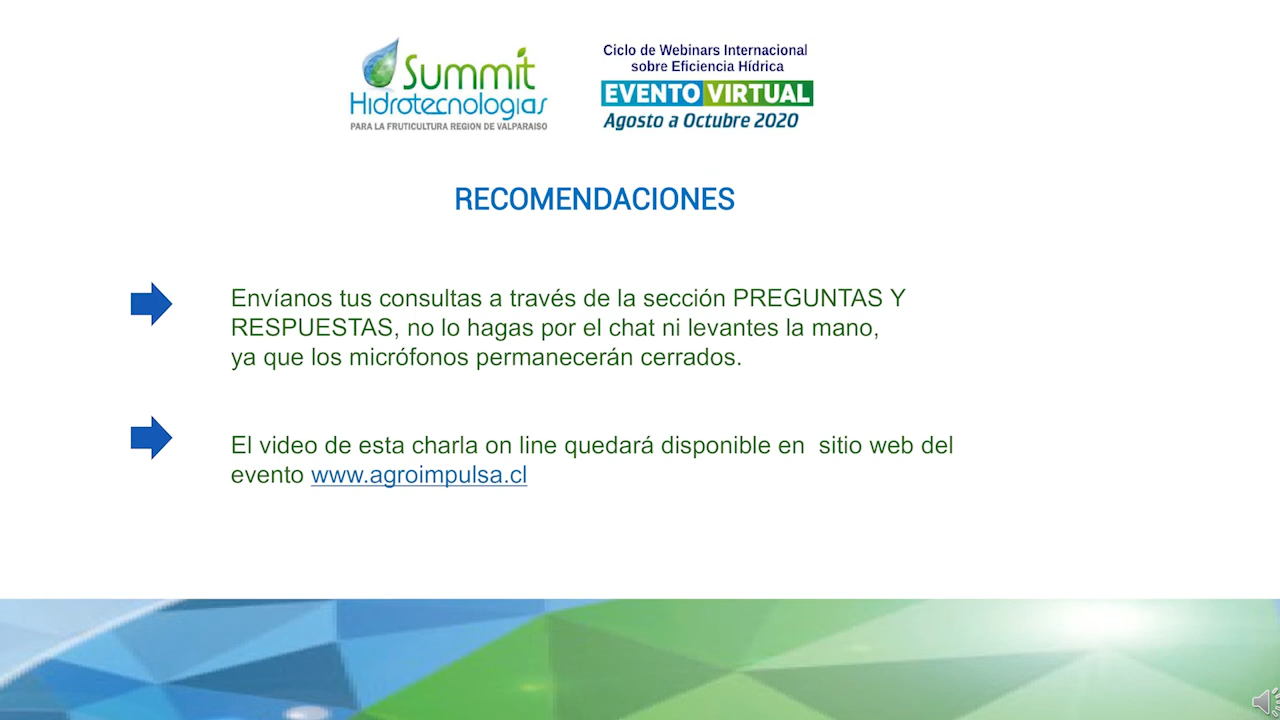 Summit
Hidrotecnologías
PARA LA FRUTICULTURA REGION DE VALPARAISO
Ciclo de Webinars Internacional
sobre Eficiencia Hídrica
EVENTO VIRTUAL
Agosto a Octubre 2020
RECOMENDACIONES
Envíanos tus consultas a través de la sección PREGUNTAS Y
RESPUESTAS, no lo hagas por el chat ni levantes la mano,
ya que los micrófonos permanecerán cerrados.
El video de esta charla on line quedará disponible en  sitio web del
evento www.agroimpulsa.cl